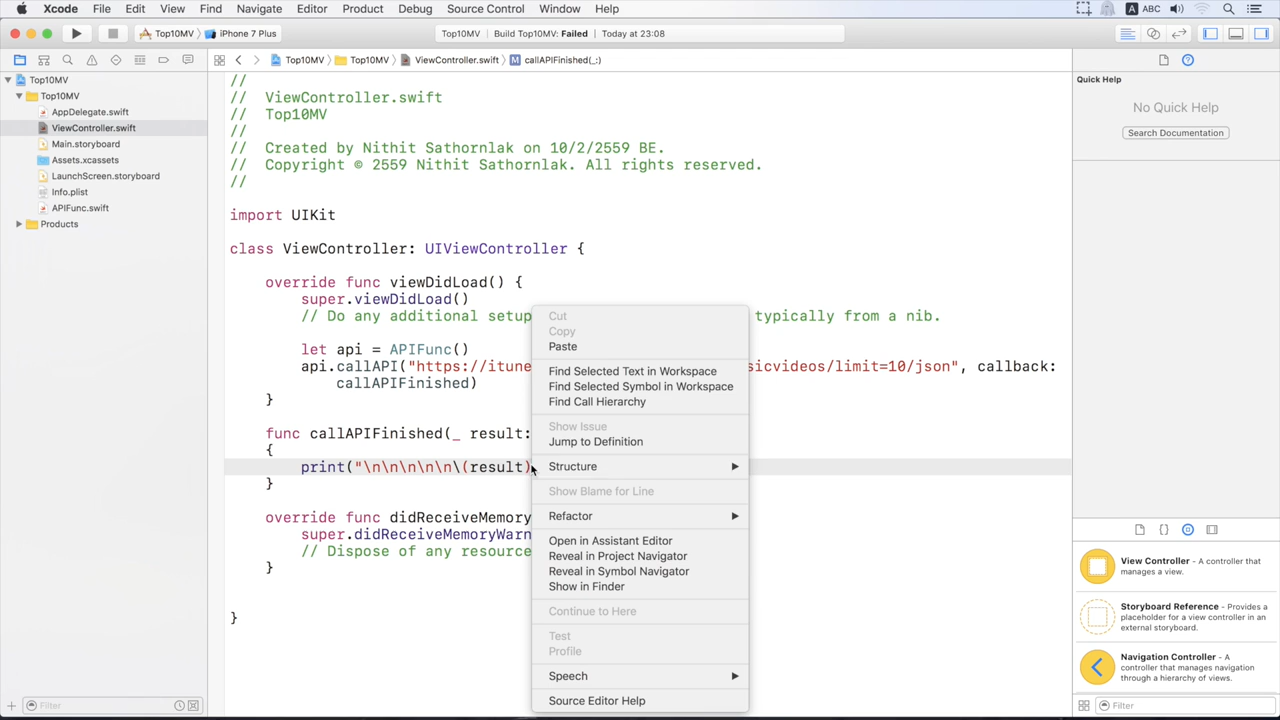 Xcode File Edit View Find Navigate Editor Product Debug Source Control Window Help A ABC
Top10MV iPhone 7 Plus Top10MV Build Top10MV: Failed Today at 23:08
Top10MV Top10MV ViewController.swift M callAPIFinished(_:)
Top10MV
Top10MV
AppDelegate.swift
ViewController.swift
Main.storyboard
Assets.xcassets
LaunchScreen.storyboard
Info.plist
APIFunc.swift
Products
Filter
//
// ViewController.swift
// Top10MV
//
// Created by Nithit Sathornlak on 10/2/2559 BE.
// Copyright © 2559 Nithit Sathornlak. All rights reserved.
//
import UIKit
class ViewController: UIViewController {
override func viewDidLoad() {
super.viewDidLoad()
// Do any additional setup typically from a nib.
let api = APIFunc()
api.callAPI("https://itune sicvideos/limit=10/json", callback:
callAPIFinished)
}
func callAPIFinished(_ result:
{
print("\n\n\n\n\n\(result)
}
override func didReceiveMemory
super.didReceiveMemoryWarn
// Dispose of any resource
}
}
Cut
Copy
Paste
Find Selected Text in Workspace
Find Selected Symbol in Workspace
Find Call Hierarchy
Show Issue
Jump to Definition
Structure
Show Blame for Line
Refactor
Open in Assistant Editor
Reveal in Project Navigator
Reveal in Symbol Navigator
Show in Finder
Continue to Here
Test
Profile
Speech
Source Editor Help
Quick Help
No Quick Help
Search Documentation
{}
View Controller - A controller that
manages a view.
Storyboard Reference - Provides a
placeholder for a view controller in an
external storyboard.
Navigation Controller - A
controller that manages navigation
through a hierarchy of views.
Filter